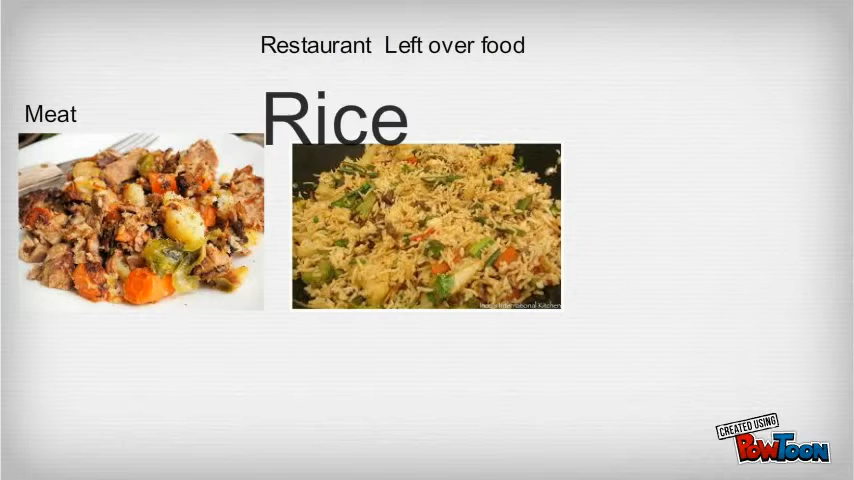 Restaurant Left over food
Meat
Rice
CREATED USING
POWTOON